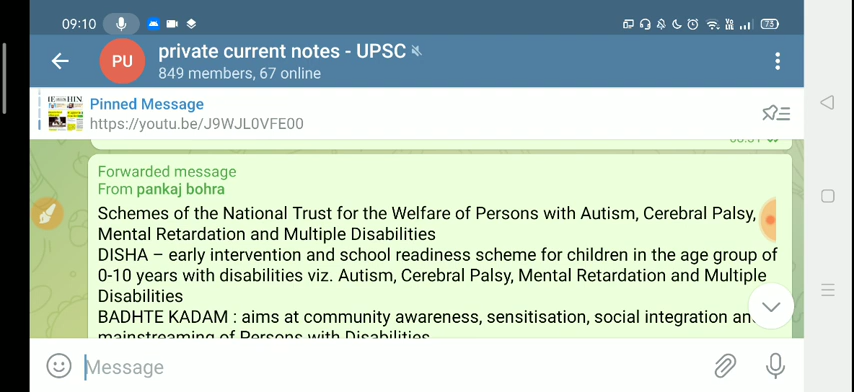 09:10
73
PU
private current notes - UPSC
849 members, 67 online
Pinned Message
https://youtu.be/J9WJL0VFE00
Forwarded message
From pankaj bohra
Schemes of the National Trust for the Welfare of Persons with Autism, Cerebral Palsy,
Mental Retardation and Multiple Disabilities
DISHA – early intervention and school readiness scheme for children in the age group of
0-10 years with disabilities viz. Autism, Cerebral Palsy, Mental Retardation and Multiple
Disabilities
BADHTE KADAM : aims at community awareness, sensitisation, social integration an
mainstreaming of Persons with Disabilities
Message